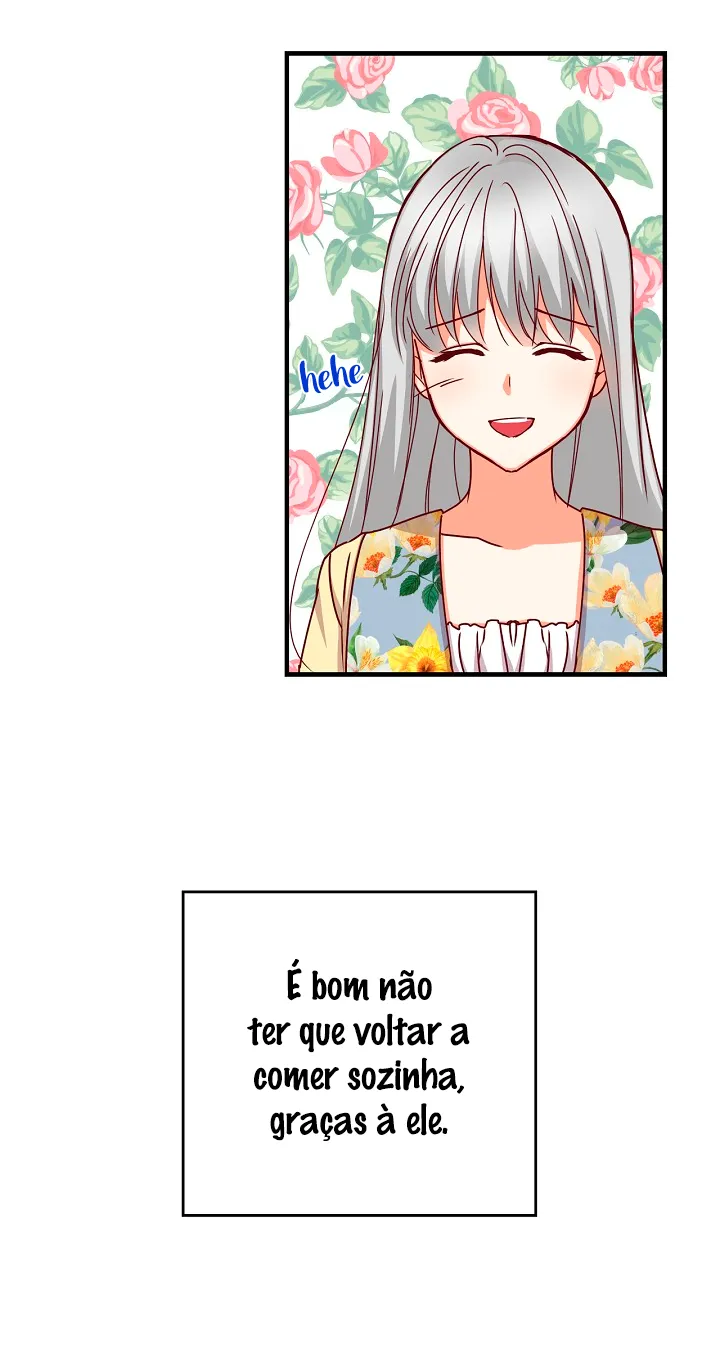 hehe
É bom não
ter que voltar a
comer sozinha,
graças à ele.